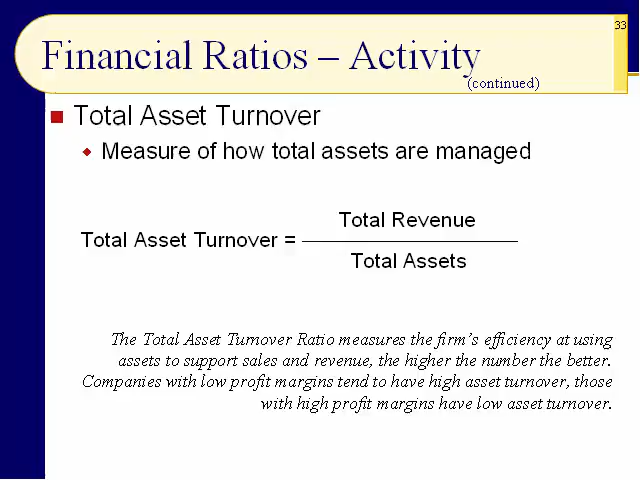 33
Financial Ratios – Activity
(continued)
Total Asset Turnover
Measure of how total assets are managed
Total Revenue
Total Asset Turnover =
Total Assets
The Total Asset Turnover Ratio measures the firm's efficiency at using
assets to support sales and revenue, the higher the number the better.
Companies with low profit margins tend to have high asset turnover, those
with high profit margins have low asset turnover.